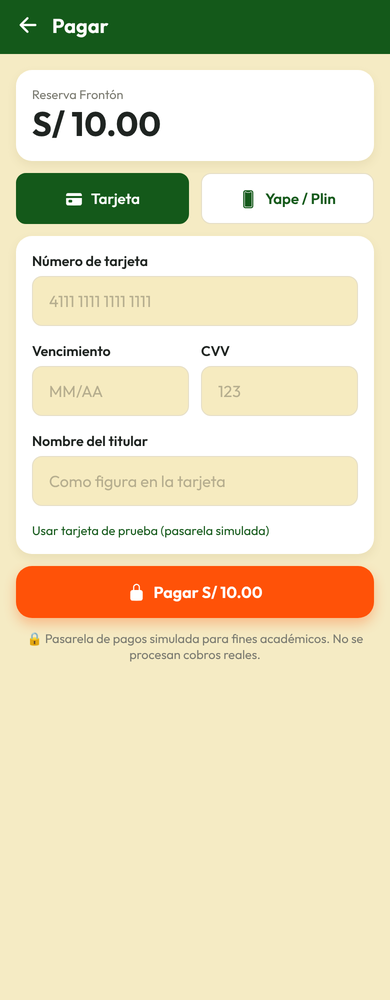 Pagar
Reserva Frontón
S/ 10.00
Tarjeta
Yape / Plin
Número de tarjeta
4111 1111 1111 1111
Vencimiento
CVV
MM/AA
123
Nombre del titular
Como figura en la tarjeta
Usar tarjeta de prueba (pasarela simulada)
Pagar S/ 10.00
🔒 Pasarela de pagos simulada para fines académicos. No se
procesan cobros reales.